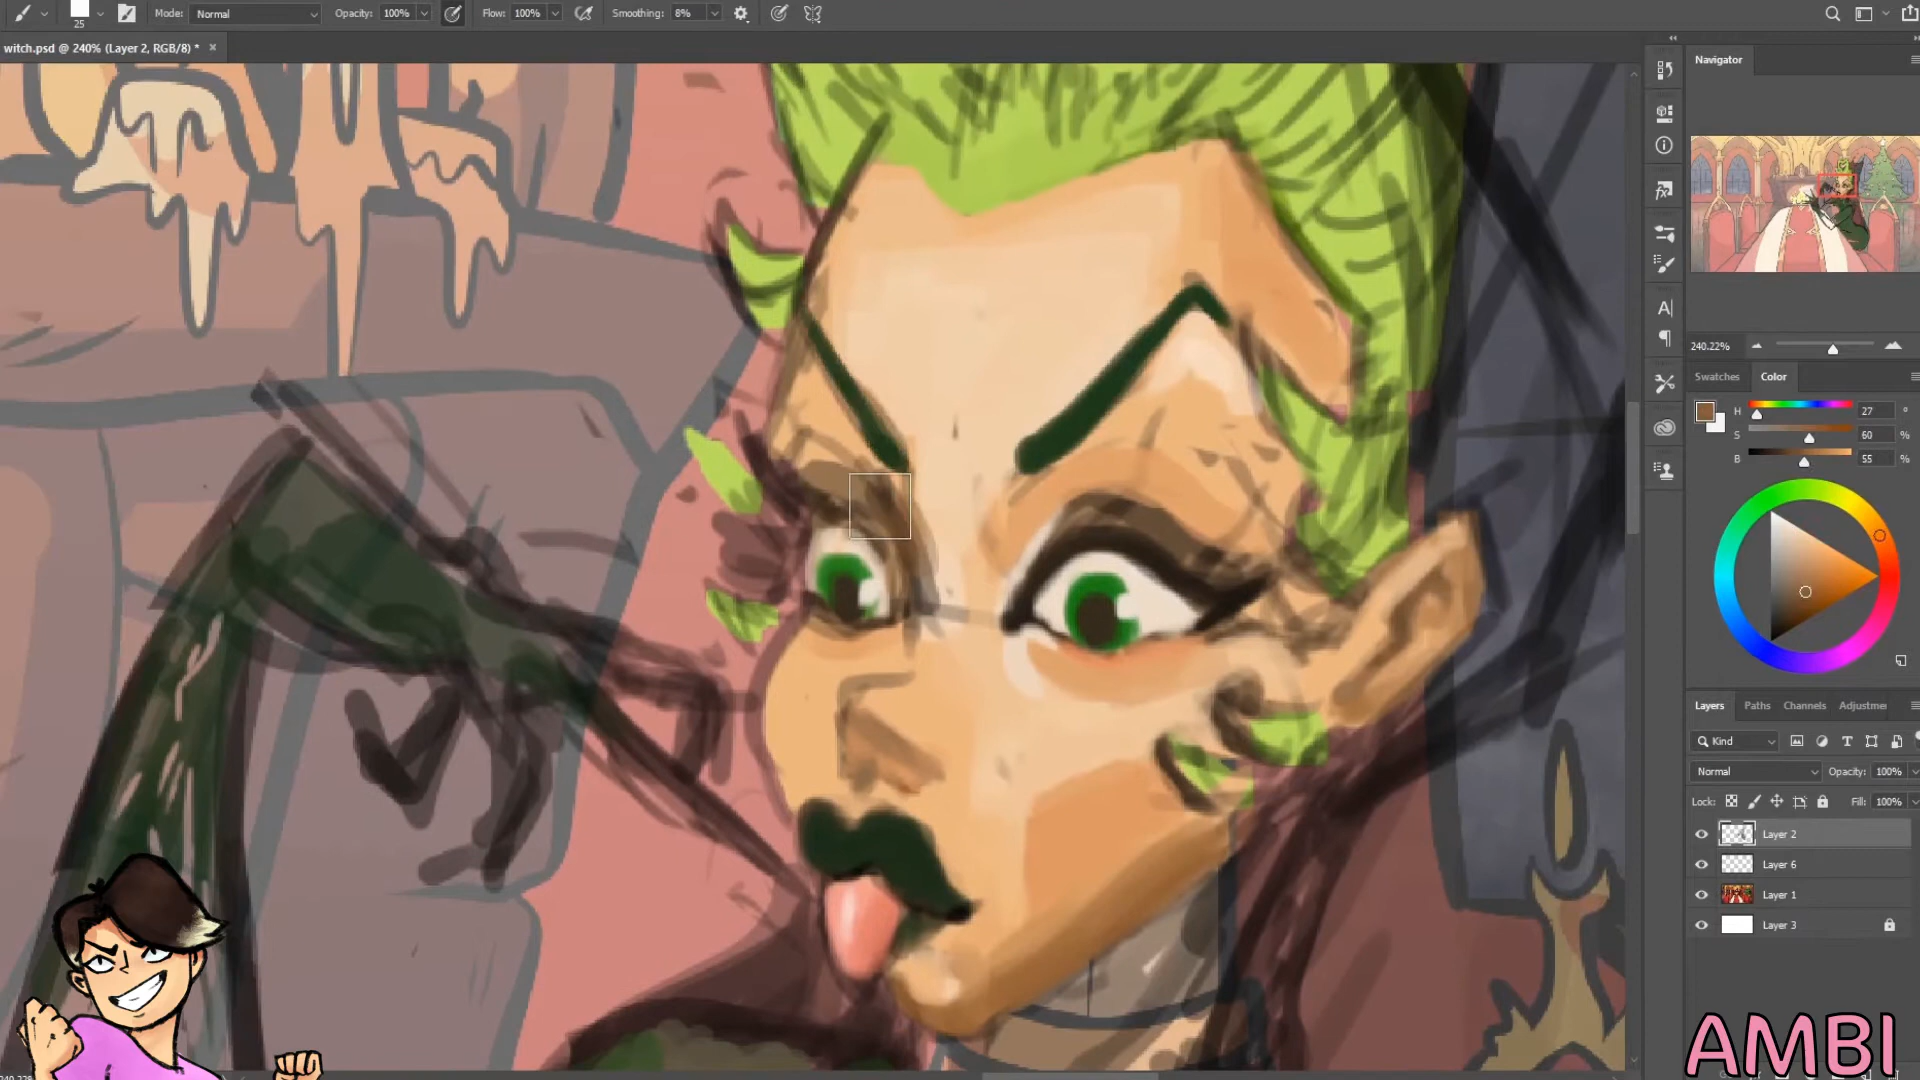 25
Mode: Normal
Opacity: 100%
Flow: 100%
Smoothing: 8%
witch.psd @ 240% (Layer 2, RGB/8) *
Navigator
240.22%
Swatches
Color
H 27 °
S 60 %
B 55 %
Layers
Paths
Channels
Adjustmer
Kind
Normal
Opacity: 100%
Lock:
Fill: 100%
Layer 2
Layer 6
Layer 1
Layer 3
AMBI